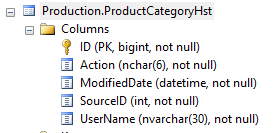 Production.ProductCategoryHst
Columns
ID (PK, bigint, not null)
Action (nchar(6), not null)
ModifiedDate (datetime, not null)
SourceID (int, not null)
UserName (nvarchar(30), not null)